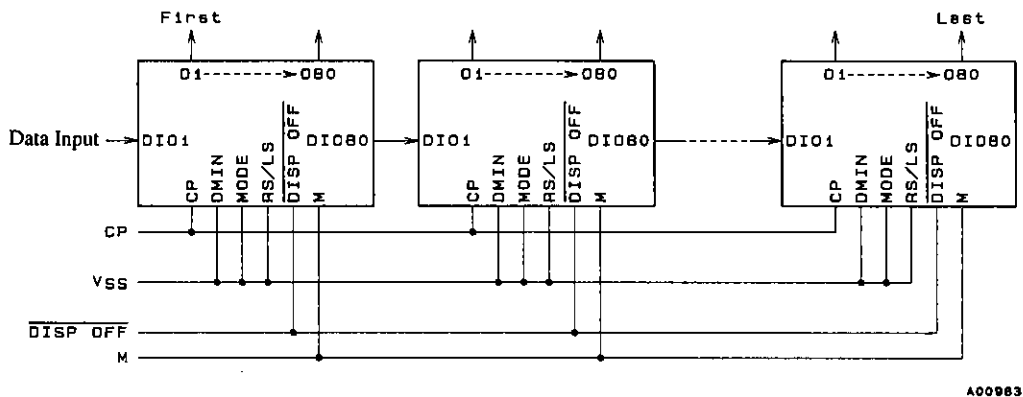 First Last
O1 O80 O1 O80 O1 O80
Data Input DIO1 DIO80 DIO1 DIO80 DIO1 DIO80
CP DMIN MODE RS/LS DISP OFF M CP DMIN MODE RS/LS DISP OFF M CP DMIN MODE RS/LS DISP OFF M
CP
VSS
DISP OFF
M
A00983